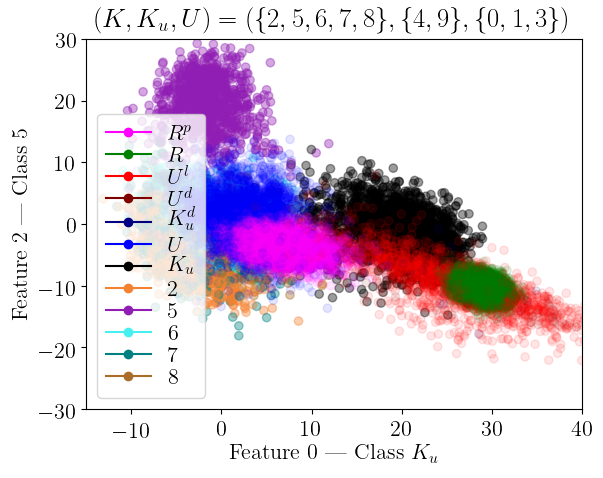 (K, K_u, U) = ({2, 5, 6, 7, 8}, {4, 9}, {0, 1, 3})
Feature 2 — Class 5
30
20
10
0
−10
−20
−30
R^p
R
U^l
U^d
K_u^d
U
K_u
2
5
6
7
8
−10 0 10 20 30 40
Feature 0 — Class K_u